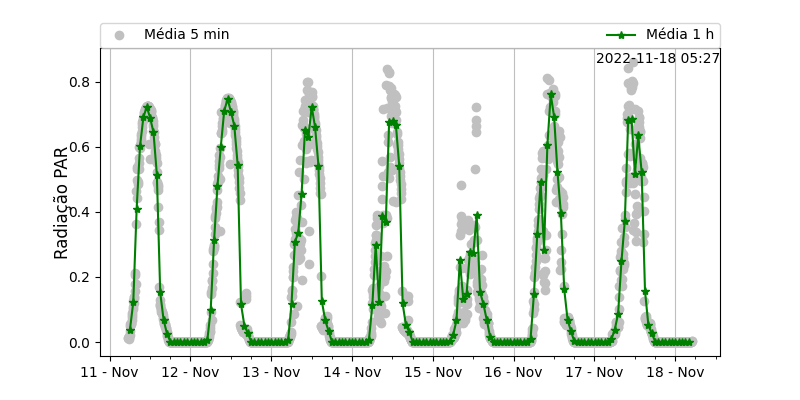 Média 5 min
Média 1 h
2022-11-18 05:27
Radiação PAR
0.8
0.6
0.4
0.2
0.0
11 - Nov
12 - Nov
13 - Nov
14 - Nov
15 - Nov
16 - Nov
17 - Nov
18 - Nov